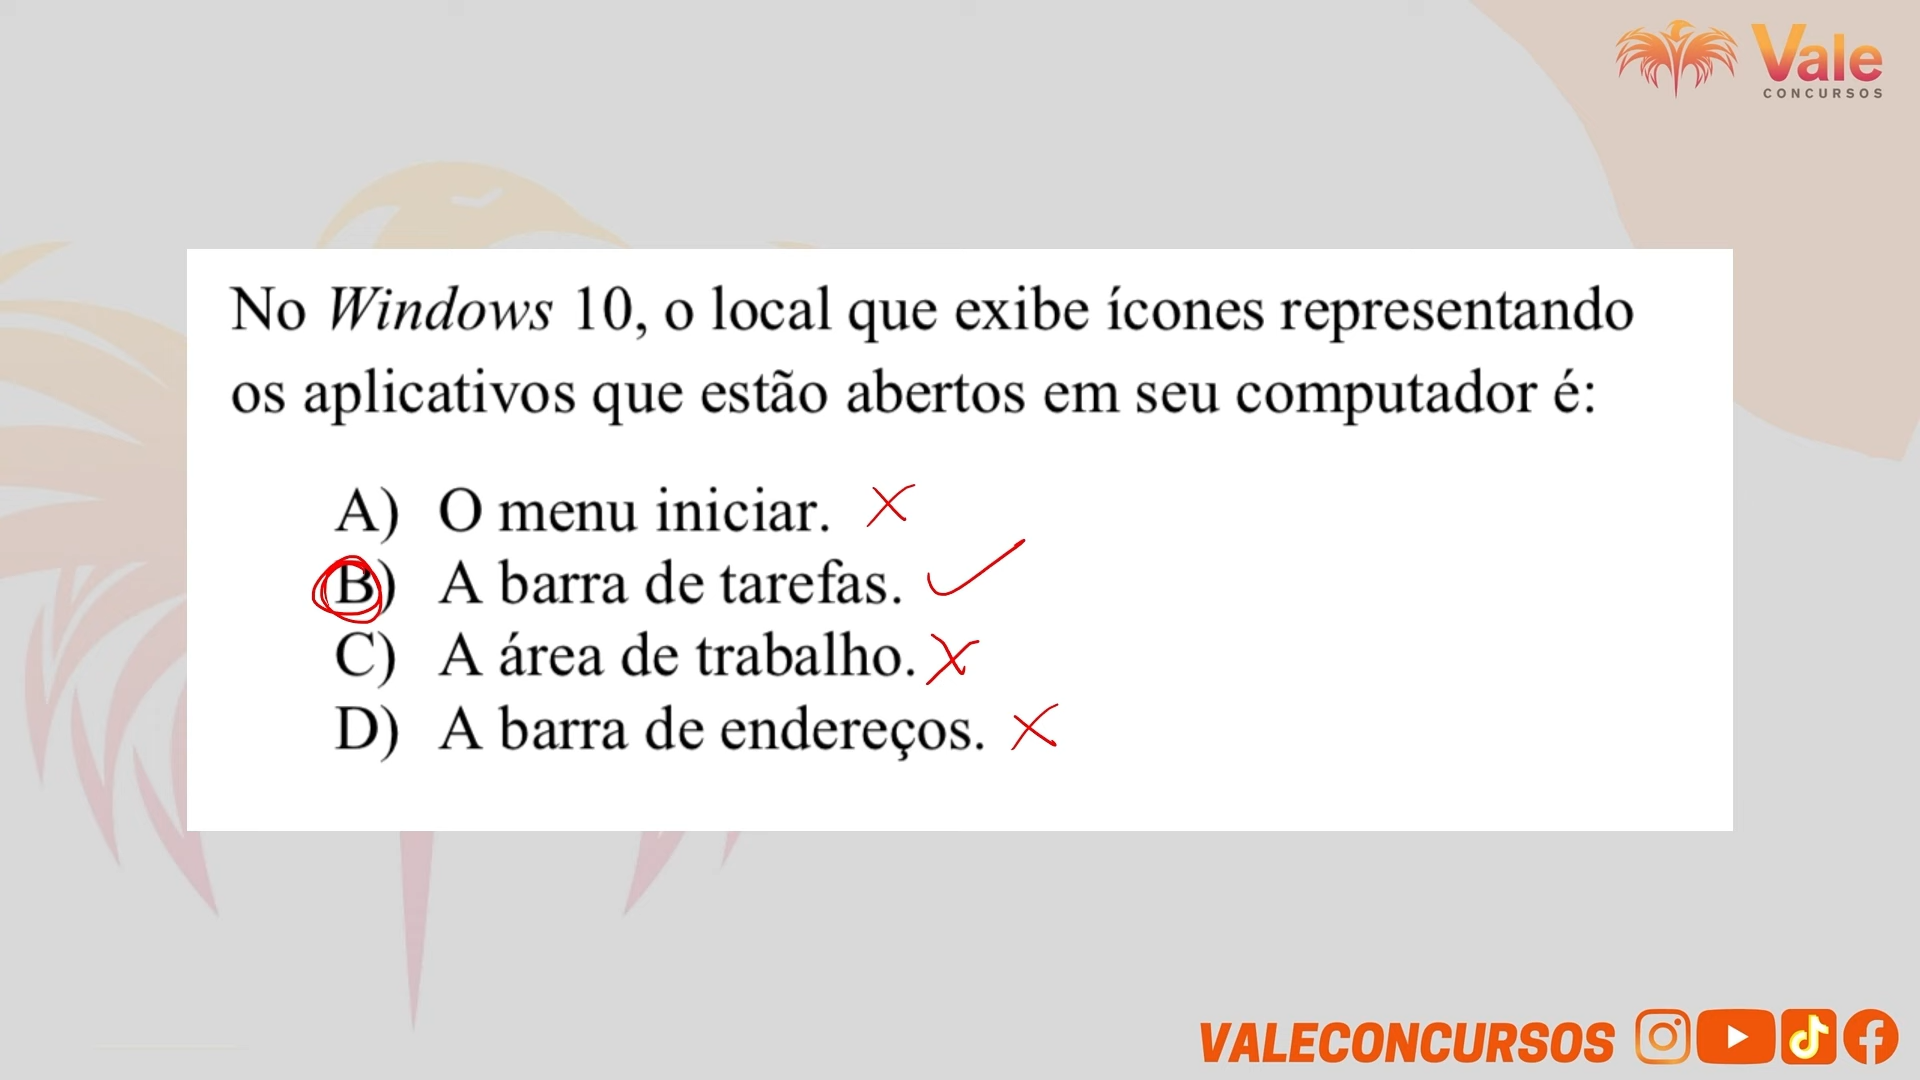 Vale
CONCURSOS
No Windows 10, o local que exibe ícones representando
os aplicativos que estão abertos em seu computador é:
A) O menu iniciar.
B) A barra de tarefas.
C) A área de trabalho.
D) A barra de endereços.
VALECONCURSOS